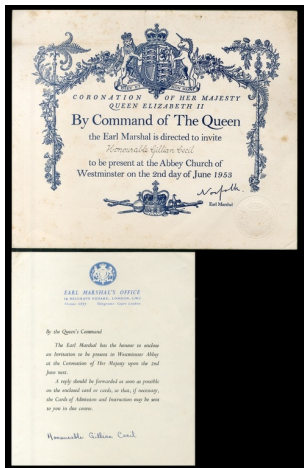 CORONATION OF HER MAJESTY
QUEEN ELIZABETH II
By Command of The Queen
the Earl Marshal is directed to invite
Honourable Gillian Cecil
to be present at the Abbey Church of
Westminster on the 2nd day of June 1953
Norfolk.
Earl Marshal
EARL MARSHAL'S OFFICE
14 BELGRAVE SQUARE, LONDON, S.W.1
By the Queen's Command
The Earl Marshal has the honour to enclose
an Invitation to be present in Westminster Abbey
at the Coronation of Her Majesty upon the 2nd
June next.
A reply should be forwarded as soon as possible
on the enclosed card or cards, so that, if necessary,
the Cards of Admission and Instructions may be sent
to you in due course.
Honourable Gillian Cecil